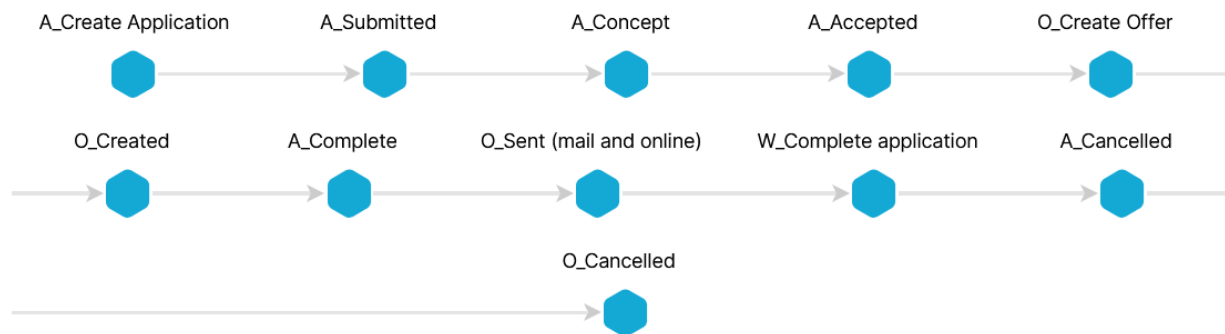 A_Create Application A_Submitted A_Concept A_Accepted O_Create Offer
O_Created A_Complete O_Sent (mail and online) W_Complete application A_Cancelled
O_Cancelled